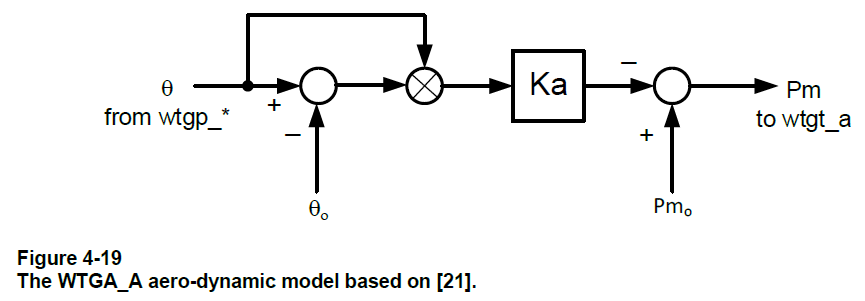 θ
from wtgp_*
+
–
θₒ
Ka
–
+
Pmₒ
Pm
to wtgt_a
Figure 4-19
The WTGA_A aero-dynamic model based on [21].